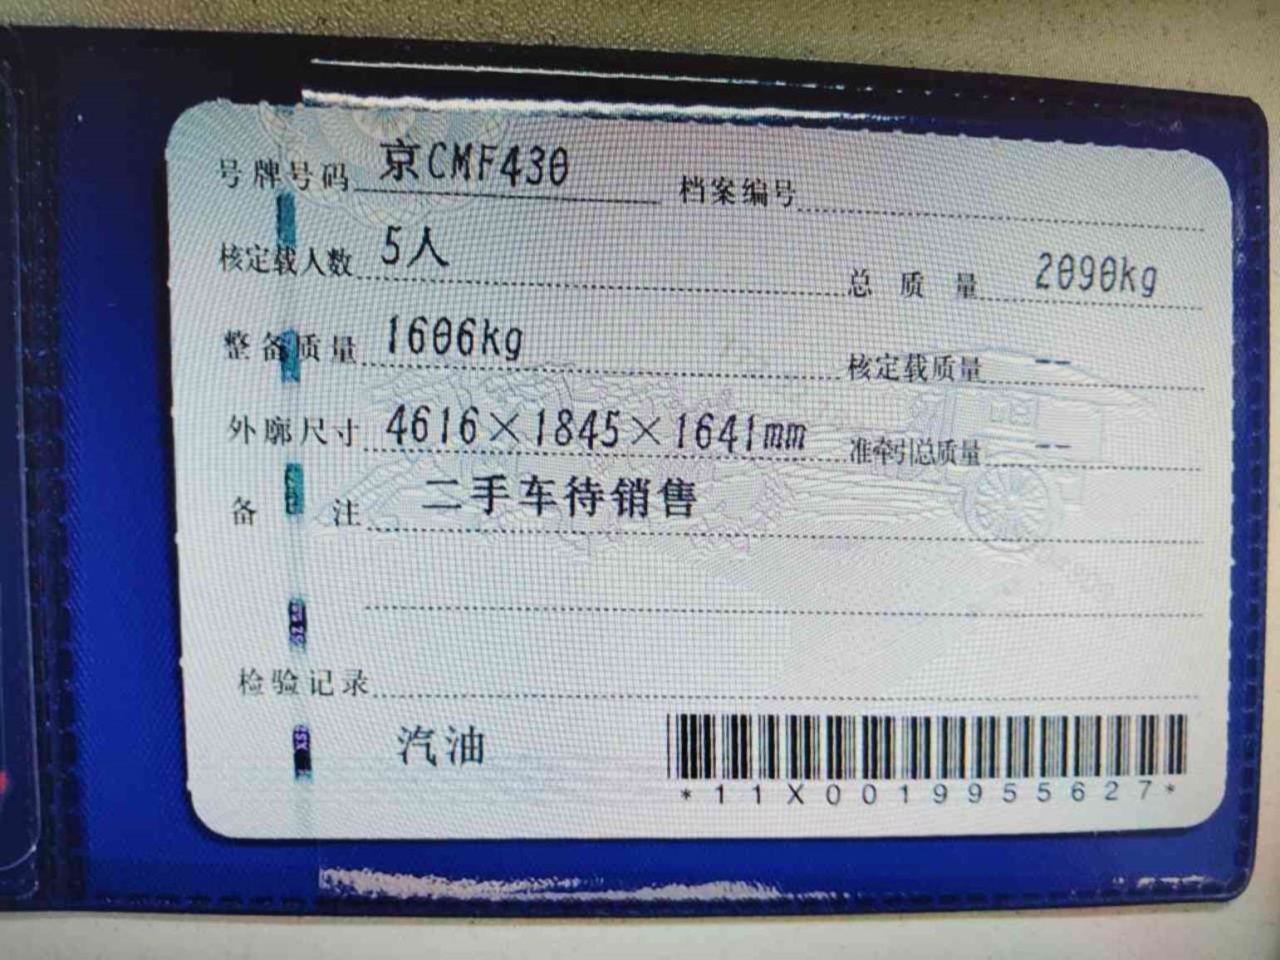 号牌号码 京CMF430 档案编号
核定载人数 5人 总质量 2090kg
整备质量 1606kg 核定载质量 --
外廓尺寸 4616×1845×1641mm 准牵引总质量 --
备注 二手车待销售
检验记录
汽油
*11X0019955627*